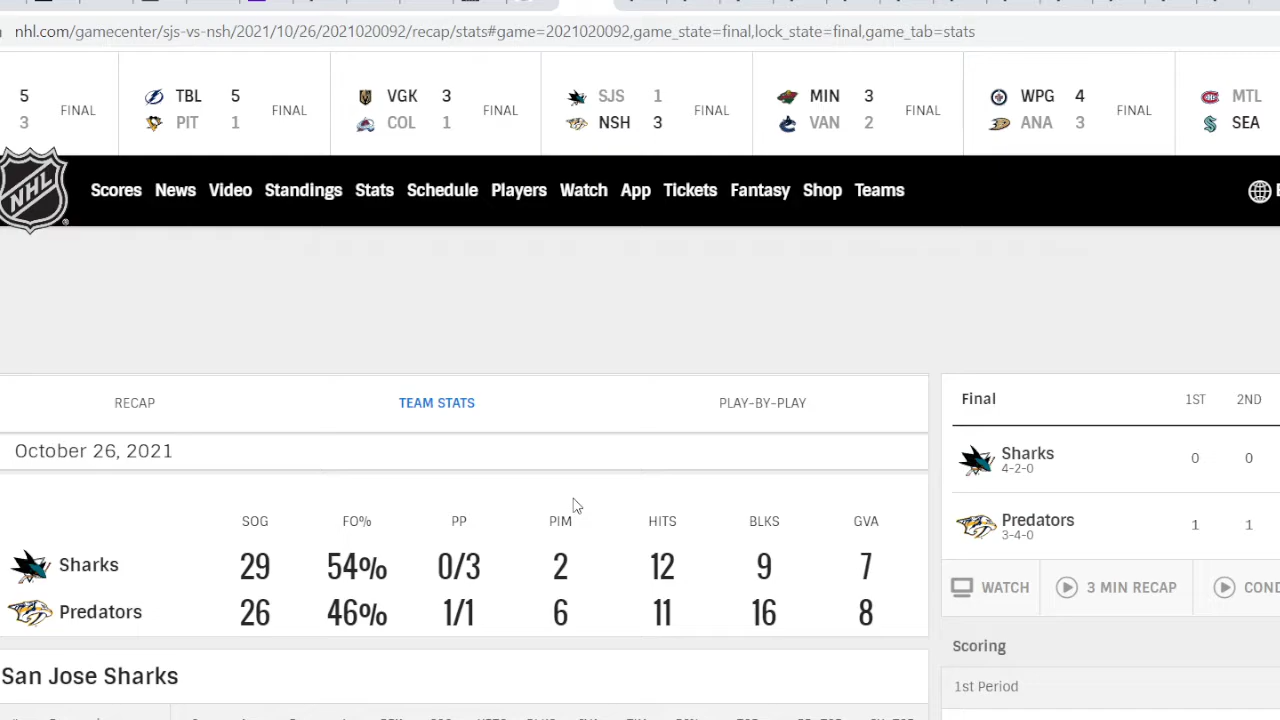 nhl.com/gamecenter/sjs-vs-nsh/2021/10/26/2021020092/recap/stats#game=2021020092,game_state=final,lock_state=final,game_tab=stats
5 FINAL TBL 5 FINAL VGK 3 FINAL SJS 1 FINAL MIN 3 FINAL WPG 4 FINAL MTL
3 PIT 1 COL 1 NSH 3 VAN 2 ANA 3 SEA
NHL Scores News Video Standings Stats Schedule Players Watch App Tickets Fantasy Shop Teams
RECAP TEAM STATS PLAY-BY-PLAY
October 26, 2021
SOG FO% PP PIM HITS BLKS GVA
Sharks 29 54% 0/3 2 12 9 7
Predators 26 46% 1/1 6 11 16 8
San Jose Sharks
Final 1ST 2ND
Sharks 0 0
4-2-0
Predators 1 1
3-4-0
WATCH 3 MIN RECAP COND
Scoring
1st Period